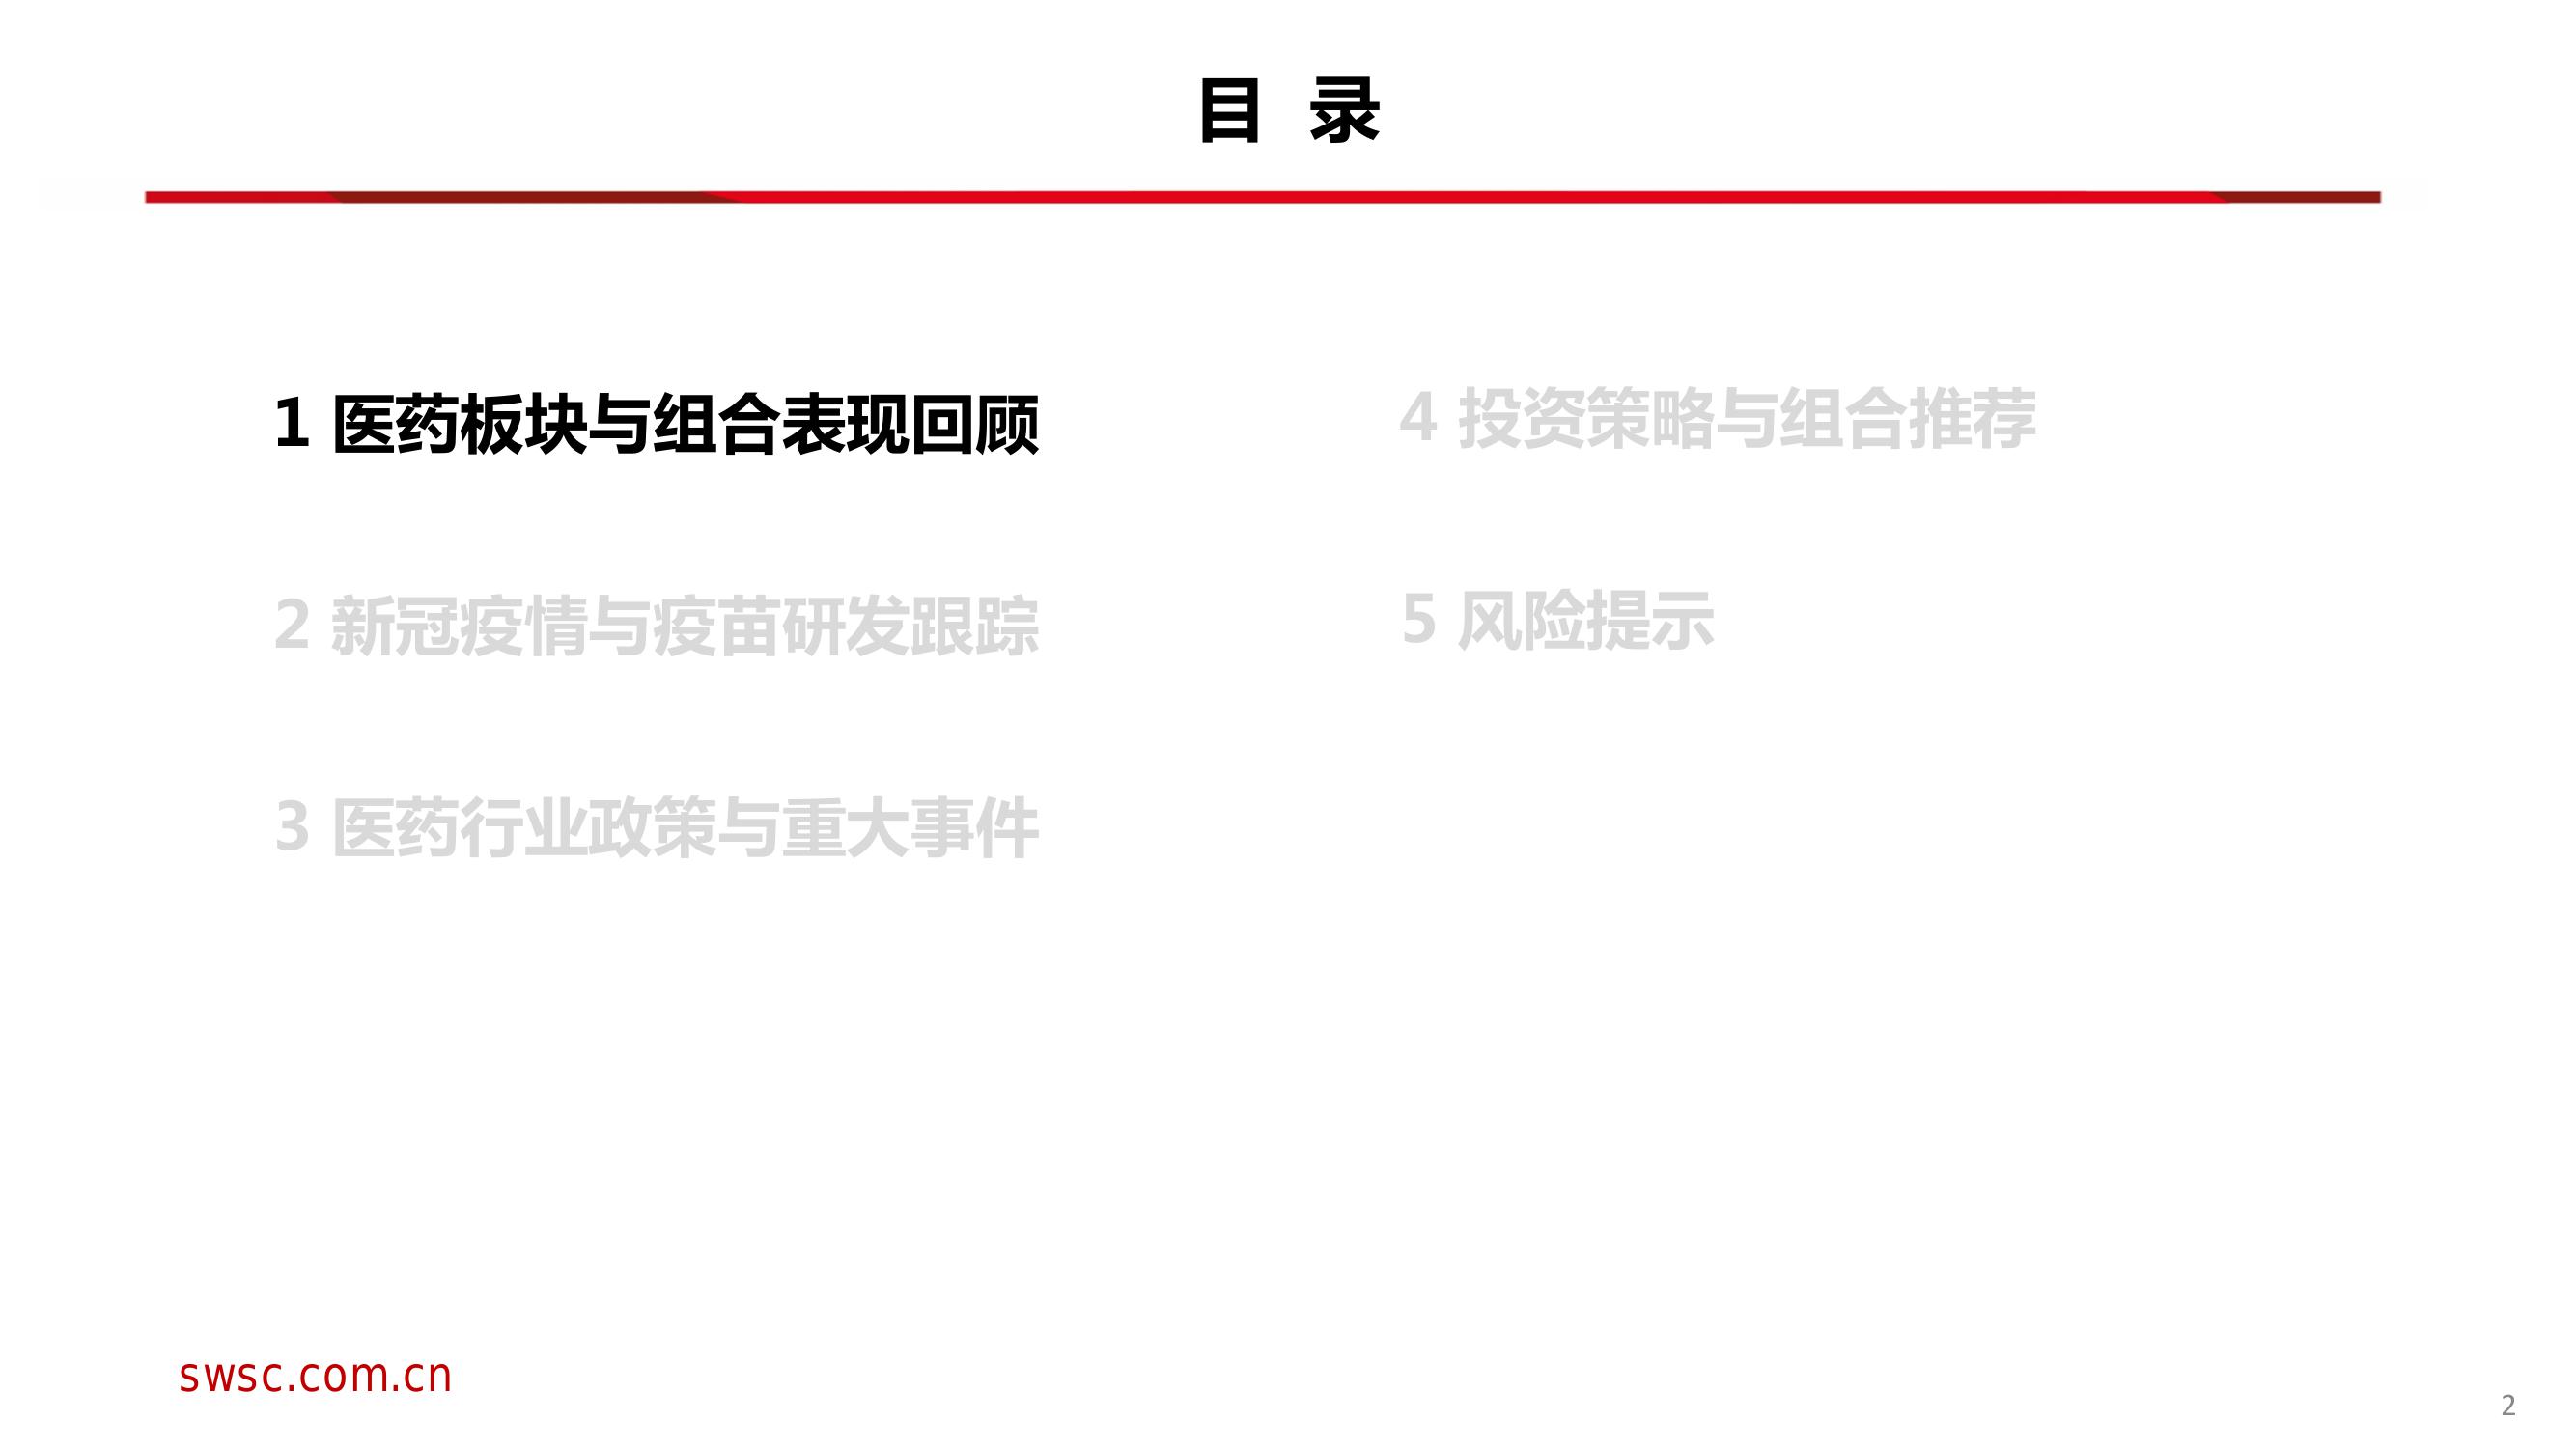 目 录
1 医药板块与组合表现回顾
2 新冠疫情与疫苗研发跟踪
3 医药行业政策与重大事件
4 投资策略与组合推荐
5 风险提示
swsc.com.cn
2